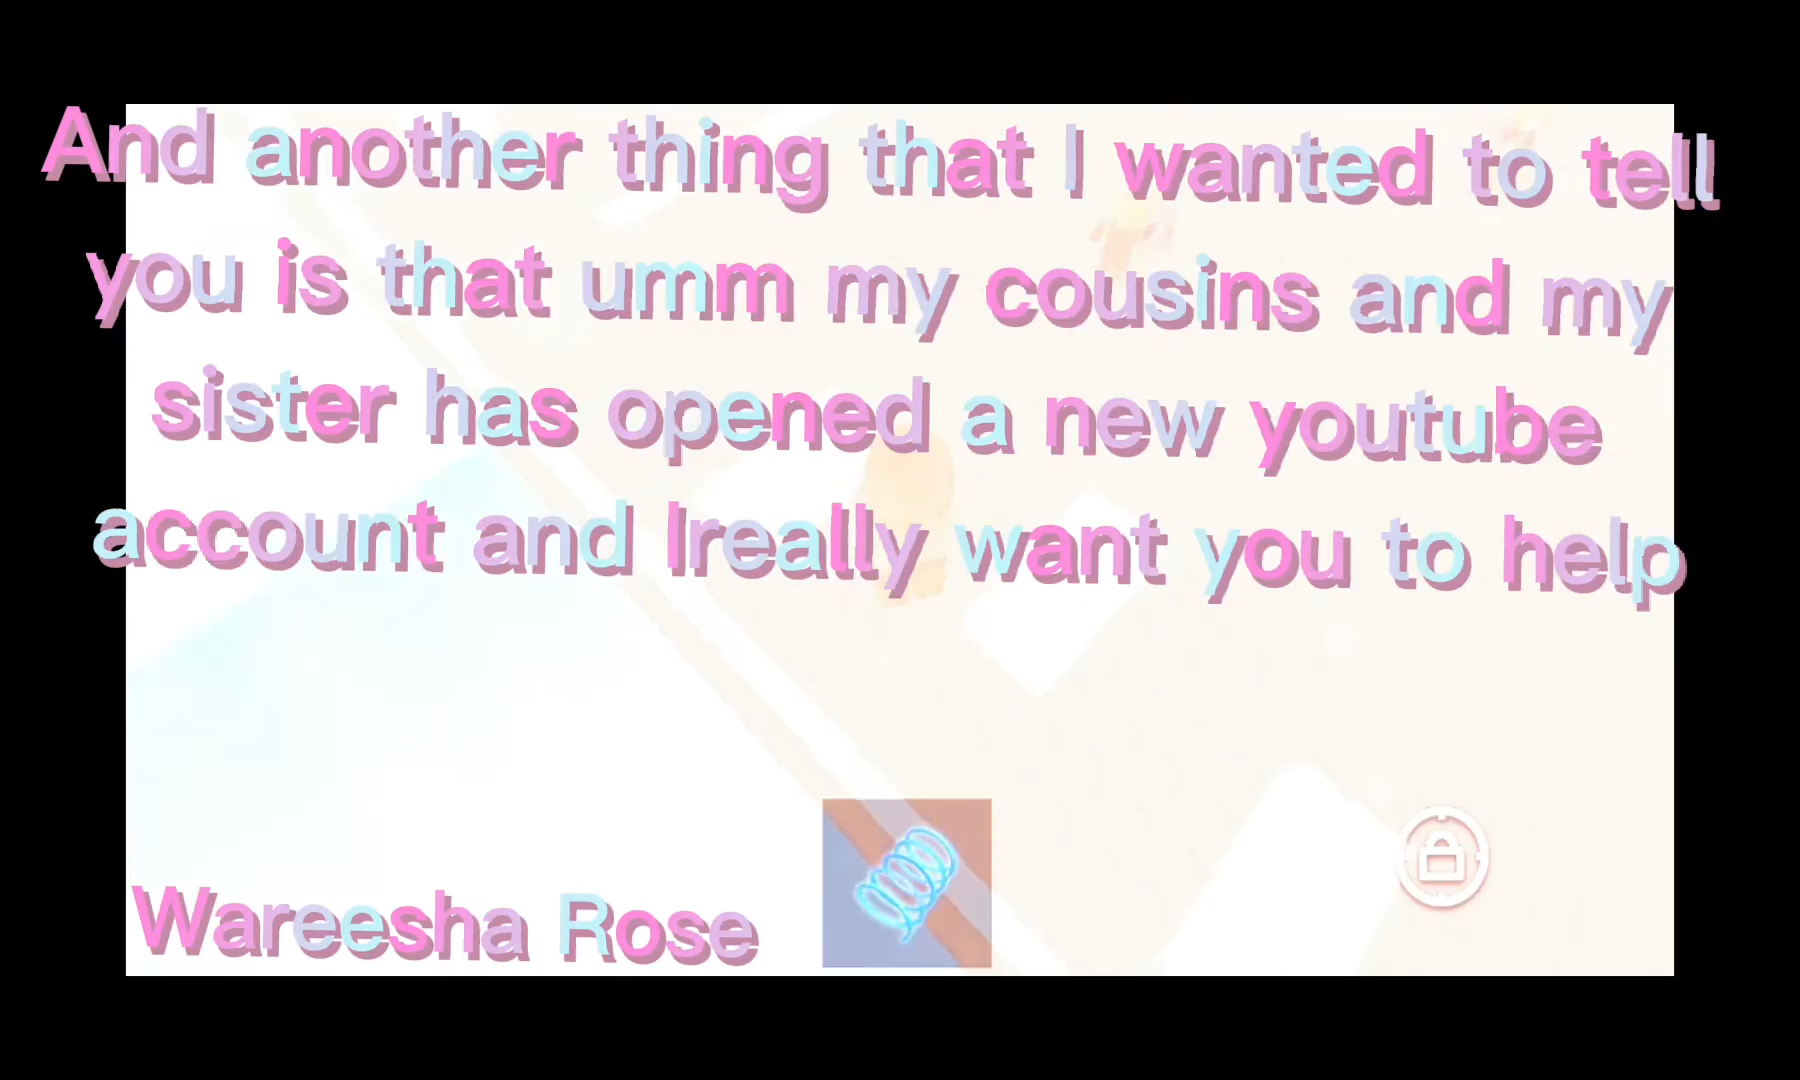 And another thing that I wanted to tell
you is that umm my cousins and my
sister has opened a new youtube
account and Ireally want you to help
Wareesha Rose